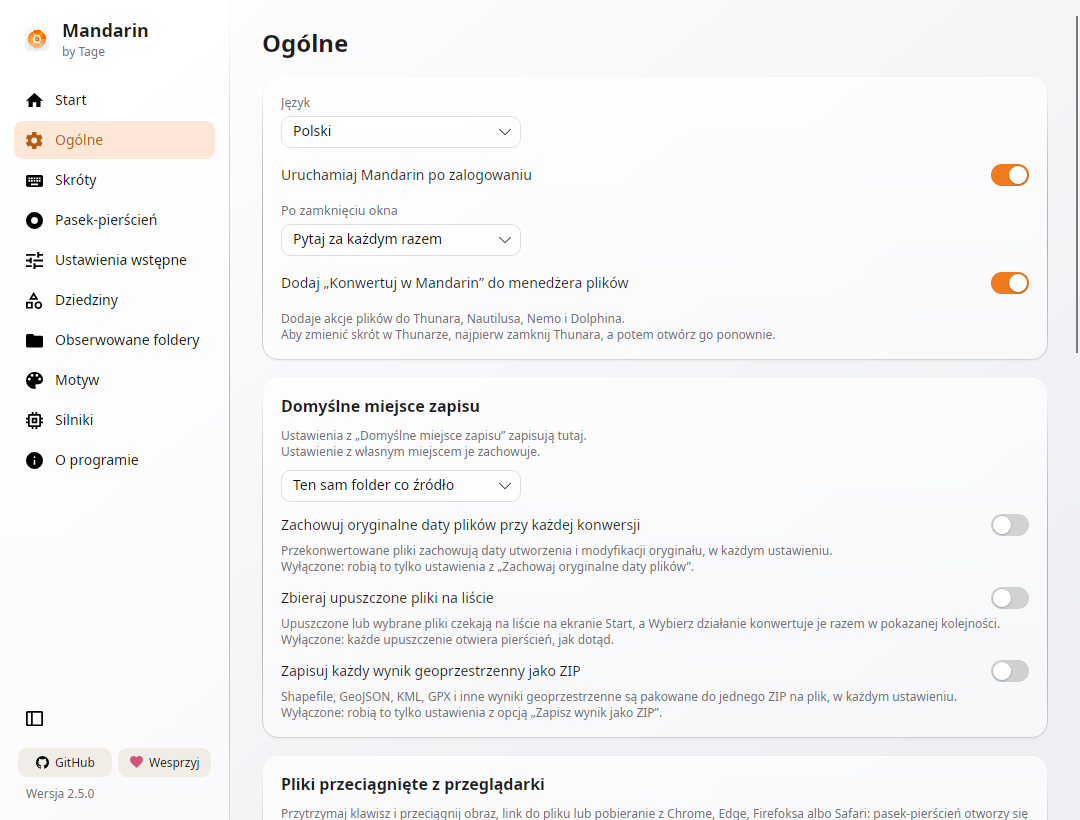 Mandarin
by Tage
Start
Ogólne
Skróty
Pasek-pierścień
Ustawienia wstępne
Dziedziny
Obserwowane foldery
Motyw
Silniki
O programie
GitHub
Wesprzyj
Wersja 2.5.0
Ogólne
Język
Polski
Uruchamiaj Mandarin po zalogowaniu
Po zamknięciu okna
Pytaj za każdym razem
Dodaj „Konwertuj w Mandarin” do menedżera plików
Dodaje akcje plików do Thunara, Nautilusa, Nemo i Dolphina.
Aby zmienić skrót w Thunarze, najpierw zamknij Thunara, a potem otwórz go ponownie.
Domyślne miejsce zapisu
Ustawienia z „Domyślne miejsce zapisu” zapisują tutaj.
Ustawienie z własnym miejscem je zachowuje.
Ten sam folder co źródło
Zachowuj oryginalne daty plików przy każdej konwersji
Przekonwertowane pliki zachowują daty utworzenia i modyfikacji oryginału, w każdym ustawieniu.
Wyłączone: robią to tylko ustawienia z „Zachowaj oryginalne daty plików”.
Zbieraj upuszczone pliki na liście
Upuszczone lub wybrane pliki czekają na liście na ekranie Start, a Wybierz działanie konwertuje je razem w pokazanej kolejności.
Wyłączone: każde upuszczenie otwiera pierścień, jak dotąd.
Zapisuj każdy wynik geoprzestrzenny jako ZIP
Shapefile, GeoJSON, KML, GPX i inne wyniki geoprzestrzenne są pakowane do jednego ZIP na plik, w każdym ustawieniu.
Wyłączone: robią to tylko ustawienia z opcją „Zapisz wynik jako ZIP”.
Pliki przeciągnięte z przeglądarki
Przytrzymaj klawisz i przeciągnij obraz, link do pliku lub pobieranie z Chrome, Edge, Firefoksa albo Safari: pasek-pierścień otworzy się